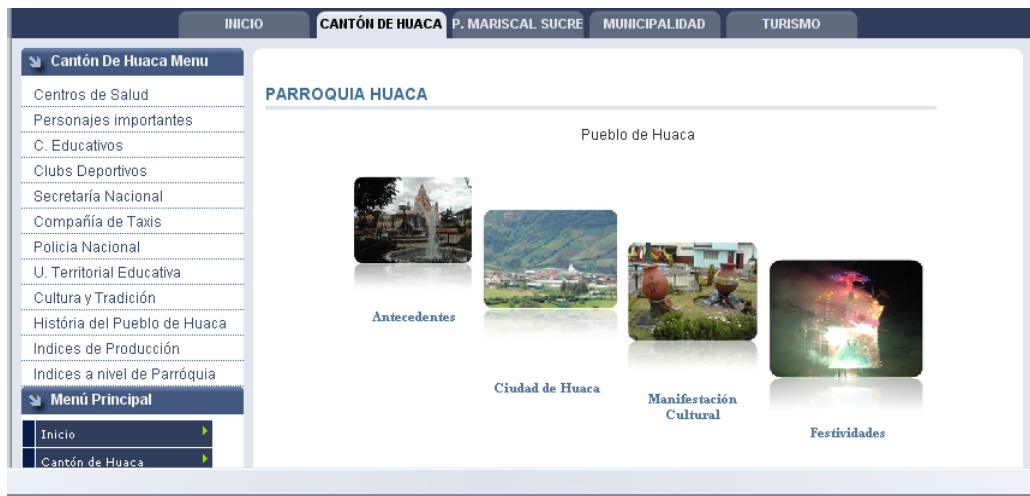 INICIO
CANTÓN DE HUACA
P. MARISCAL SUCRE
MUNICIPALIDAD
TURISMO
Cantón De Huaca Menu
Centros de Salud
Personajes importantes
C. Educativos
Clubs Deportivos
Secretaría Nacional
Compañía de Taxis
Policia Nacional
U. Territorial Educativa
Cultura y Tradición
História del Pueblo de Huaca
Indices de Producción
Indices a nivel de Parróquia
Menú Principal
Inicio
Cantón de Huaca
PARROQUIA HUACA
Pueblo de Huaca
Antecedentes
Ciudad de Huaca
Manifestación
Cultural
Festividades